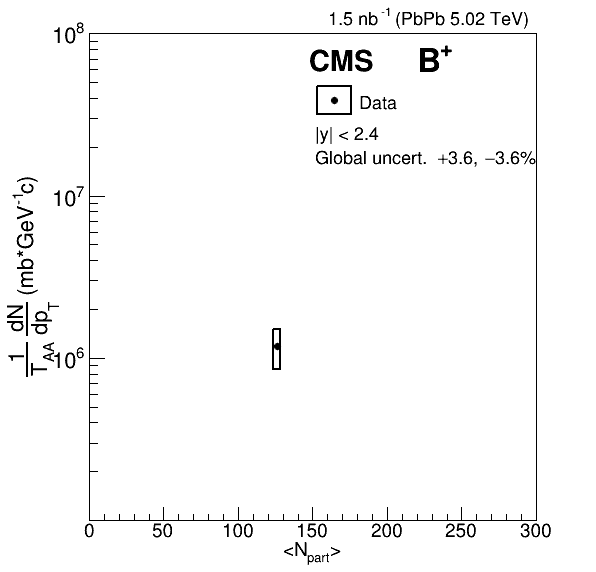 1.5 nb⁻¹ (PbPb 5.02 TeV)
CMS B⁺
Data
|y| < 2.4
Global uncert. +3.6, −3.6%
10⁸
10⁷
10⁶
1/T_AA dN/dp_T (mb*GeV⁻¹c)
0 50 100 150 200 250 300
<N_part>